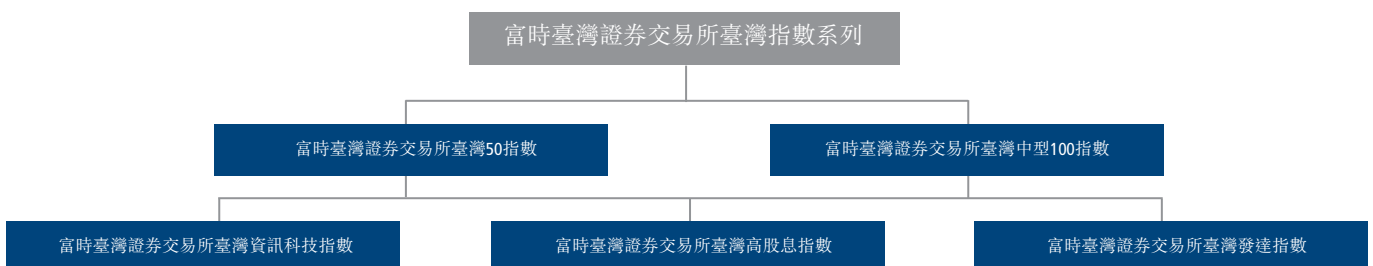 富時臺灣證券交易所臺灣指數系列
富時臺灣證券交易所臺灣50指數
富時臺灣證券交易所臺灣中型100指數
富時臺灣證券交易所臺灣資訊科技指數
富時臺灣證券交易所臺灣高股息指數
富時臺灣證券交易所臺灣發達指數